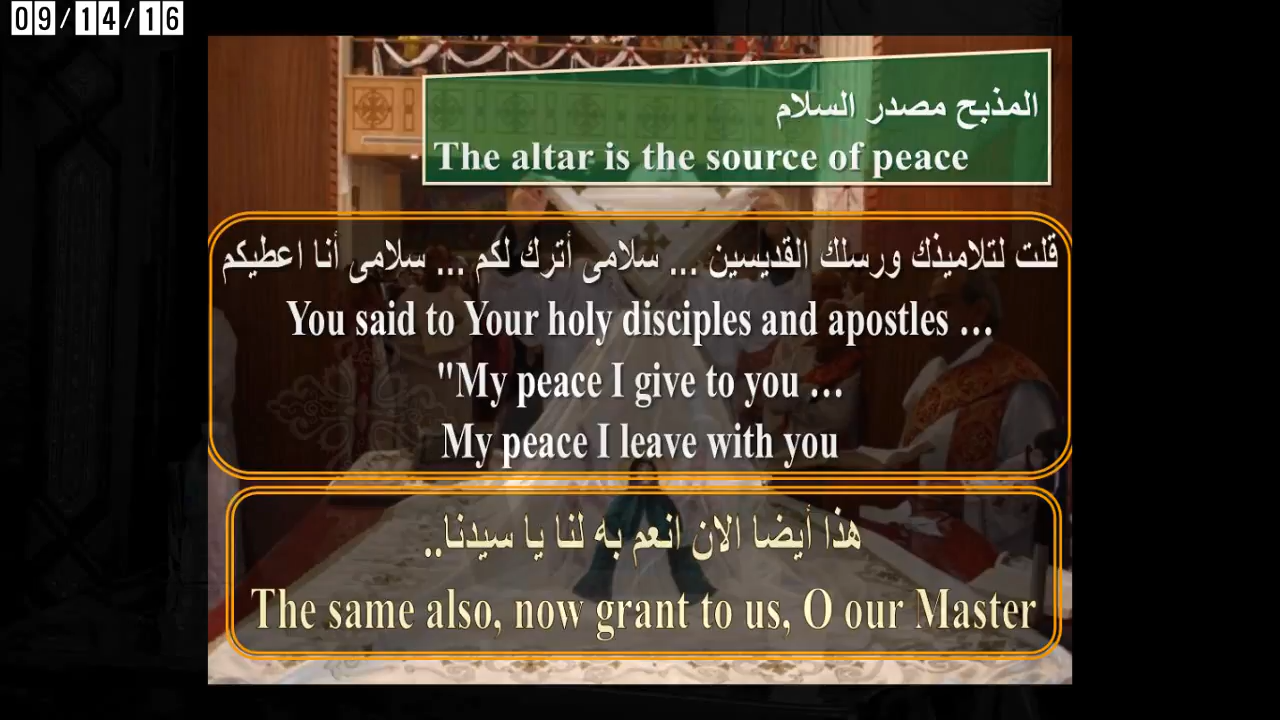 09/14/16
المذبح مصدر السلام
The altar is the source of peace
قلت لتلاميذك ورسلك القديسين ... سلامى أترك لكم ... سلامى أنا اعطيكم
You said to Your holy disciples and apostles ...
"My peace I give to you ...
My peace I leave with you
هذا أيضا الان انعم به لنا يا سيدنا..
The same also, now grant to us, O our Master